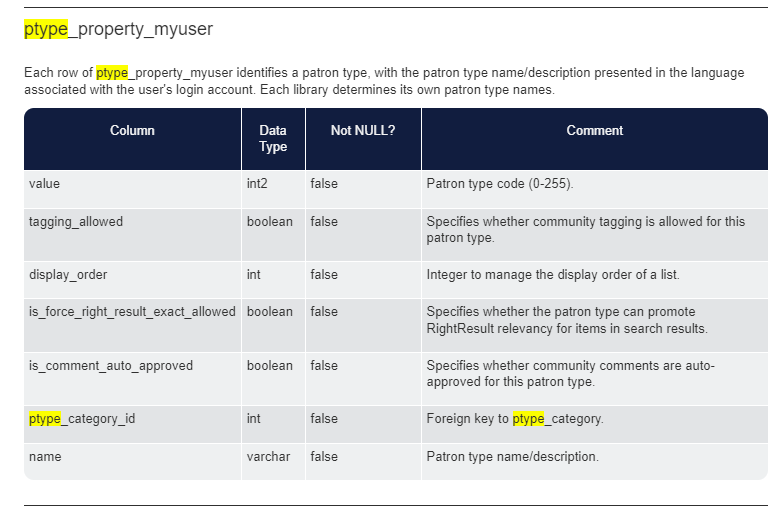 ptype_property_myuser
Each row of ptype_property_myuser identifies a patron type, with the patron type name/description presented in the language
associated with the user's login account. Each library determines its own patron type names.
Column Data Type Not NULL? Comment
value int2 false Patron type code (0-255).
tagging_allowed boolean false Specifies whether community tagging is allowed for this
patron type.
display_order int false Integer to manage the display order of a list.
is_force_right_result_exact_allowed boolean false Specifies whether the patron type can promote
RightResult relevancy for items in search results.
is_comment_auto_approved boolean false Specifies whether community comments are auto-
approved for this patron type.
ptype_category_id int false Foreign key to ptype_category.
name varchar false Patron type name/description.